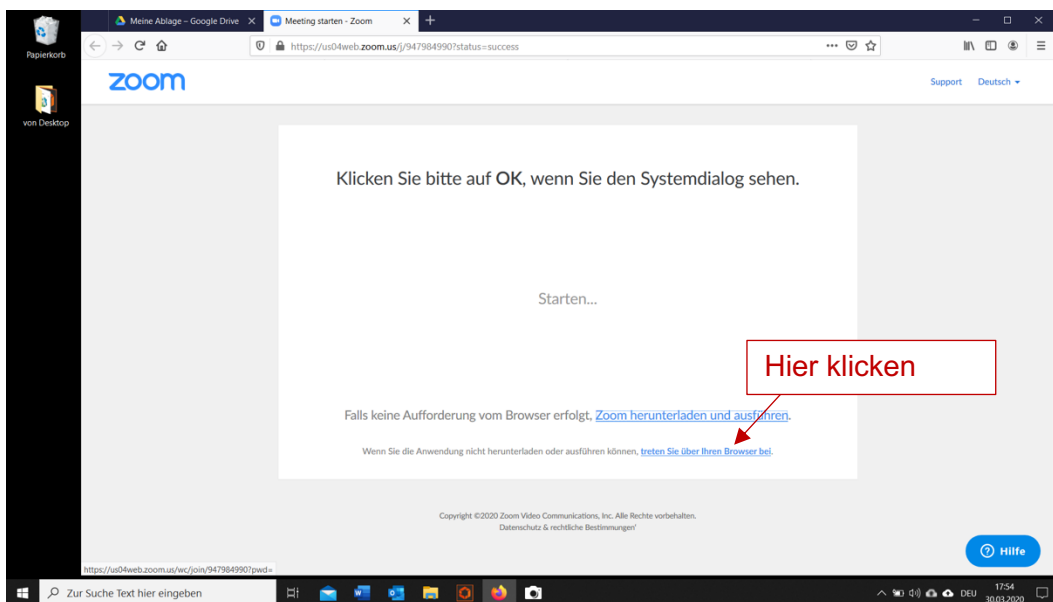 Meine Ablage – Google Drive
Meeting starten - Zoom
Papierkorb
https://us04web.zoom.us/j/947984990?status=success
zoom
Support
Deutsch
von Desktop
Klicken Sie bitte auf OK, wenn Sie den Systemdialog sehen.
Starten...
Hier klicken
Falls keine Aufforderung vom Browser erfolgt, Zoom herunterladen und ausführen.
Wenn Sie die Anwendung nicht herunterladen oder ausführen können, treten Sie über Ihren Browser bei.
Copyright ©2020 Zoom Video Communications, Inc. Alle Rechte vorbehalten.
Datenschutz & rechtliche Bestimmungen'
Hilfe
https://us04web.zoom.us/wc/join/947984990?pwd=
Zur Suche Text hier eingeben
DEU
17:54
30.03.2020